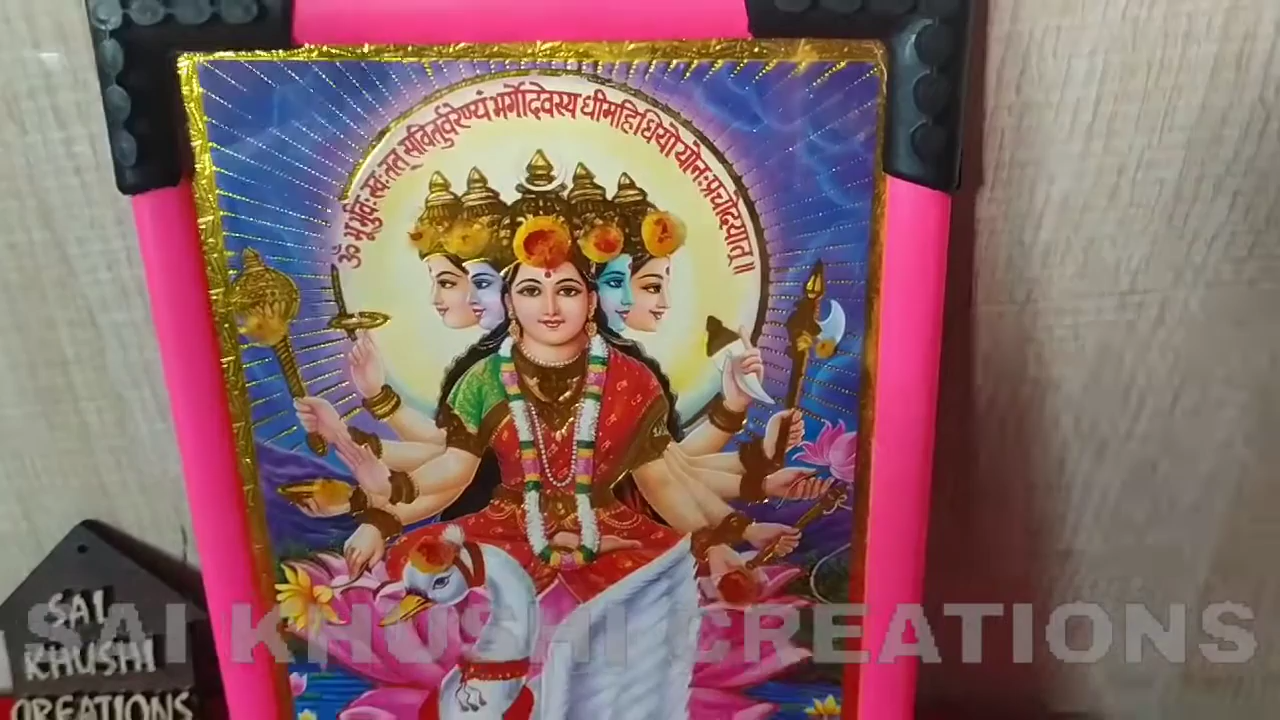 ॐ भूर्भुवः स्वः तत् सवितुर्वरेण्यं भर्गोदेवस्य धीमहि धियो योनः प्रचोदयात् ॥
SAI
KHUSHI
CREATIONS
SAI KHUSHI CREATIONS